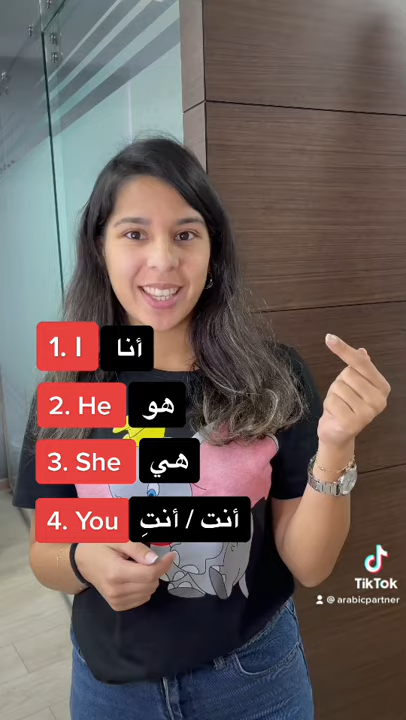 1. I أنا
2. He هو
3. She هي
4. You أنت / أنتِ
TikTok
@ arabicpartner